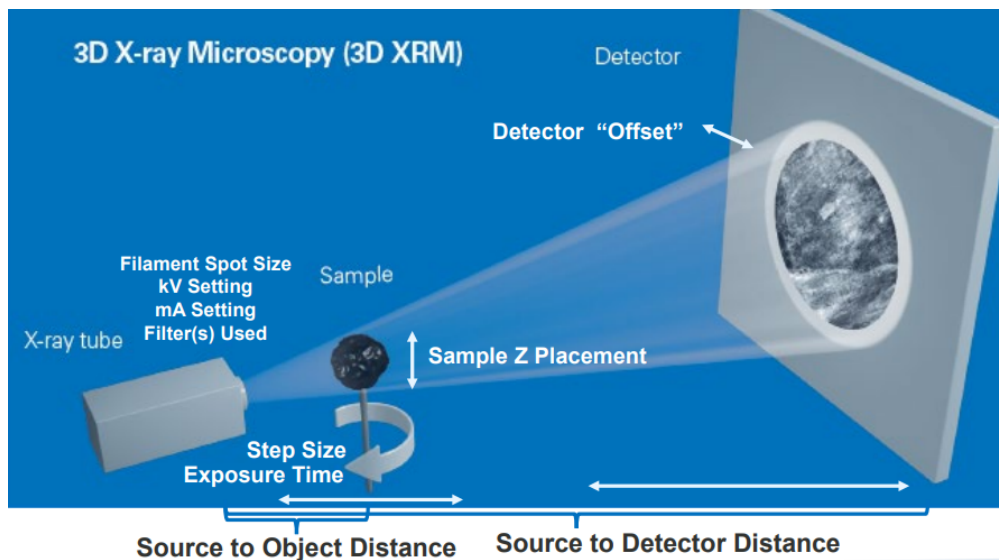 3D X-ray Microscopy (3D XRM)
Detector
Detector “Offset”
Filament Spot Size
kV Setting
mA Setting
Filter(s) Used
Sample
X-ray tube
Sample Z Placement
Step Size
Exposure Time
Source to Object Distance
Source to Detector Distance